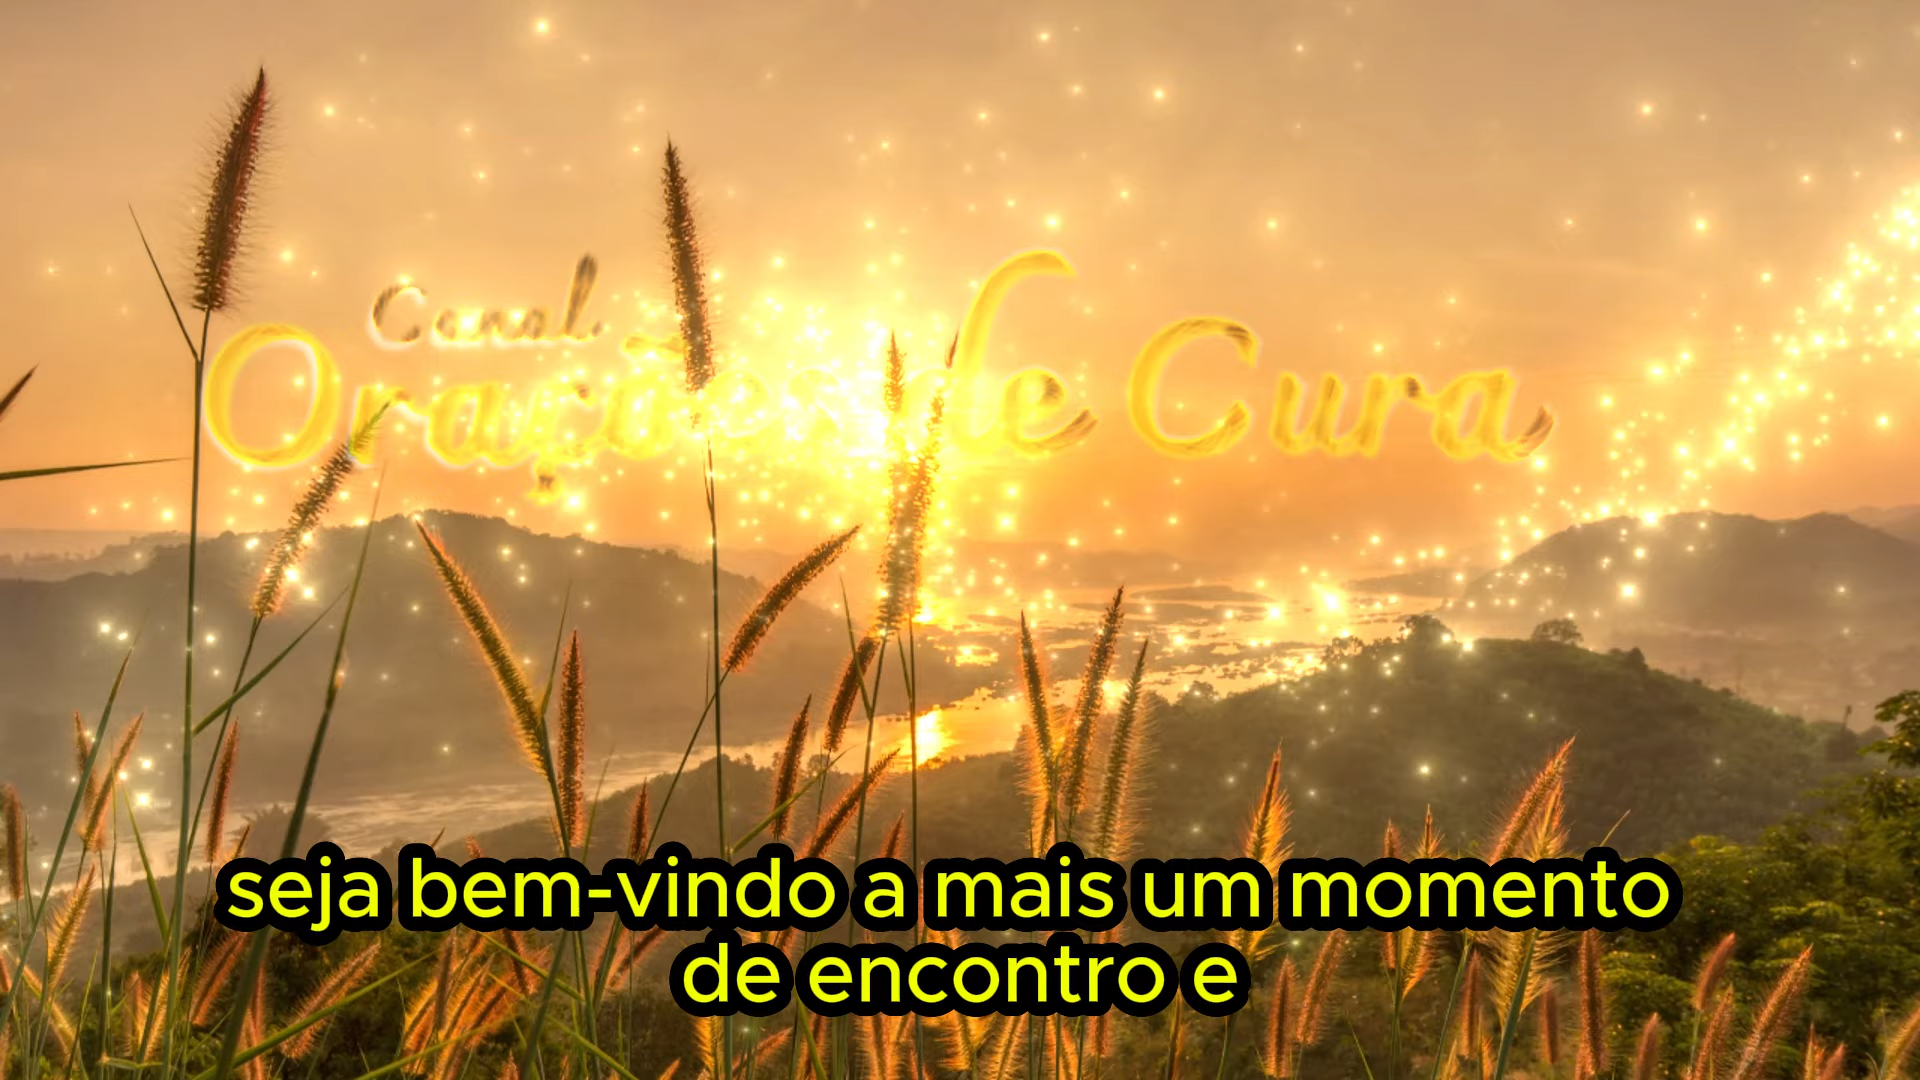 Canal
Orações de Cura
seja bem-vindo a mais um momento
de encontro e